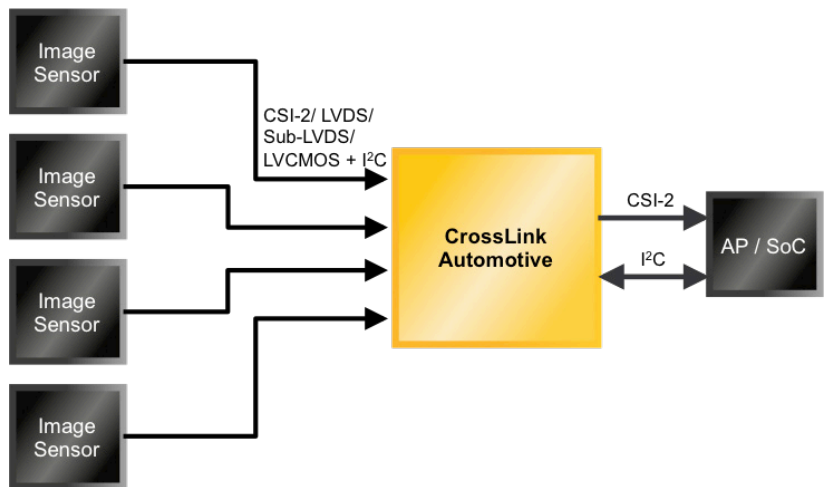 Image
Sensor
CSI-2/ LVDS/
Sub-LVDS/
LVCMOS + I²C
Image
Sensor
CrossLink
Automotive
CSI-2
I²C
AP / SoC
Image
Sensor
Image
Sensor